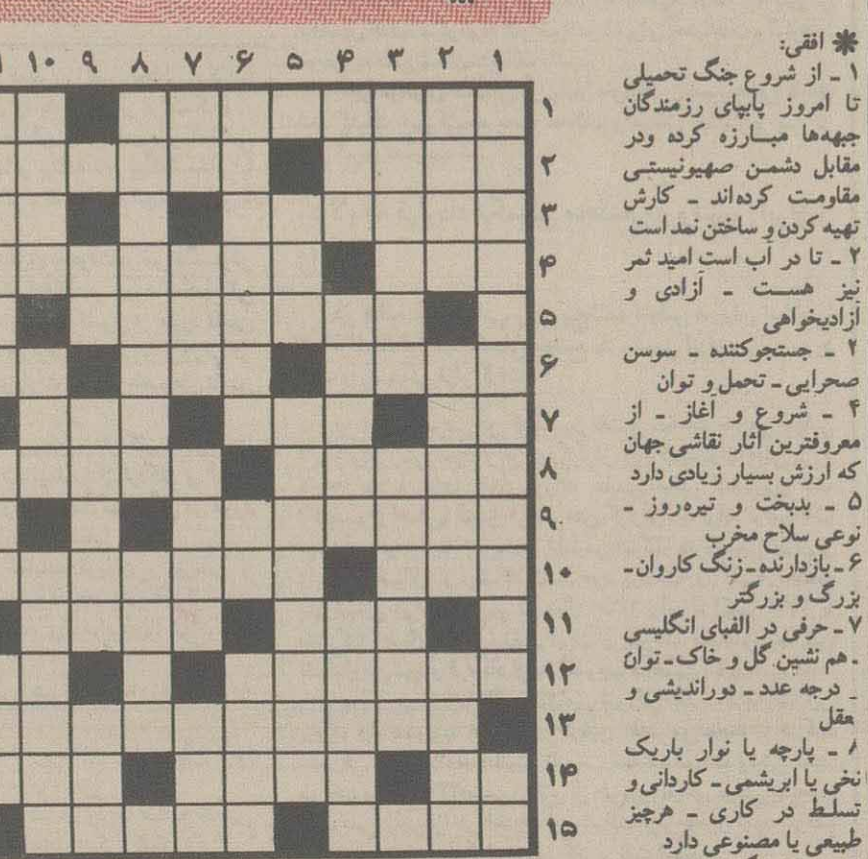 ۱۰ ۹ ۸ ۷ ۶ ۵ ۴ ۳ ۲ ۱
۱
۲
۳
۴
۵
۶
۷
۸
۹
۱۰
۱۱
۱۲
۱۳
۱۴
۱۵
✱ افقی:
۱ ـ از شروع جنگ تحمیلی
تا امروز پابپای رزمندگان
جبهه‌ها مبارزه کرده ودر
مقابل دشمن صهیونیستی
مقاومت کرده‌اند ـ کارش
تهیه کردن و ساختن نمد است
۲ ـ تا در آب است امید ثمر
نیز هست ـ آزادی و
ازادیخواهی
۲ ـ جستجوکننده ـ سوسن
صحرایی ـ تحمل و توان
۴ ـ شروع و آغاز ـ از
معروفترین آثار نقاشی جهان
که ارزش بسیار زیادی دارد
۵ ـ بدبخت و تیره‌روز ـ
نوعی سلاح مخرب
۶ ـ بازدارنده ـ زنگ کاروان ـ
بزرگ و بزرگتر
۷ ـ حرفی در الفبای انگلیسی
ـ هم نشین گل و خاک ـ توان
ـ درجه عدد ـ دوراندیشی و
عقل
۸ ـ پارچه یا نوار باریک
نخی یا ابریشمی ـ کاردانی و
تسلط در کاری ـ هرچیز
طبیعی یا مصنوعی دارد